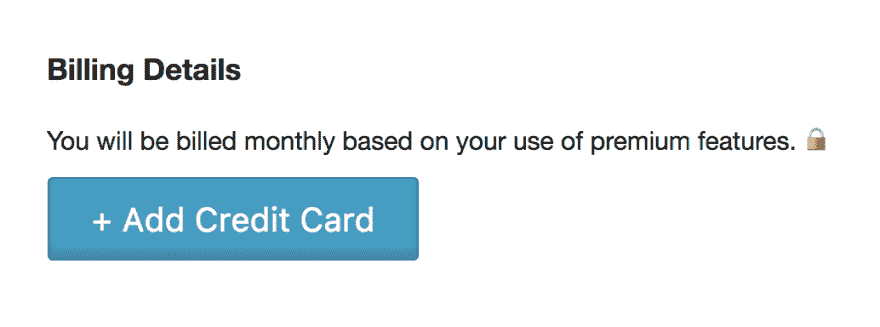 Billing Details
You will be billed monthly based on your use of premium features. 🔒
+ Add Credit Card